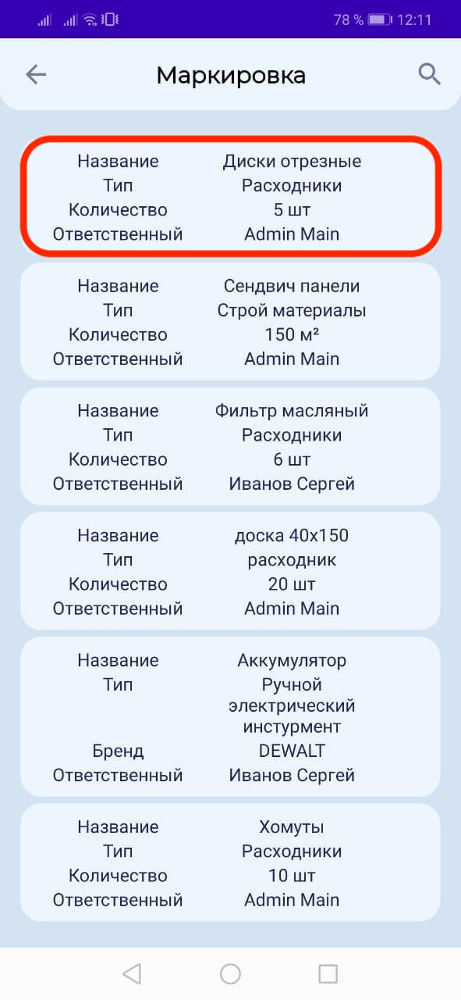 78 % 12:11
Маркировка
Название Диски отрезные
Тип Расходники
Количество 5 шт
Ответственный Admin Main
Название Сендвич панели
Тип Строй материалы
Количество 150 м²
Ответственный Admin Main
Название Фильтр масляный
Тип Расходники
Количество 6 шт
Ответственный Иванов Сергей
Название доска 40х150
Тип расходник
Количество 20 шт
Ответственный Admin Main
Название Аккумулятор
Тип Ручной
электрический
инстурмент
Бренд DEWALT
Ответственный Иванов Сергей
Название Хомуты
Тип Расходники
Количество 10 шт
Ответственный Admin Main